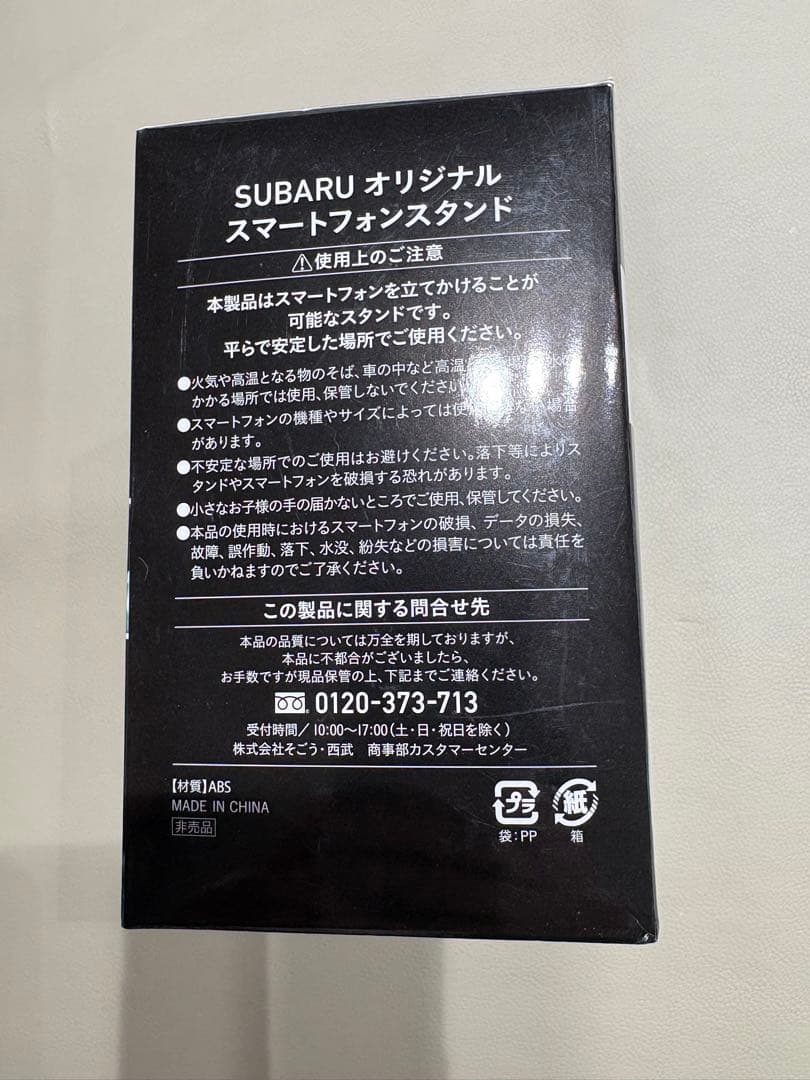 SUBARU オリジナル
スマートフォンスタンド
⚠使用上のご注意
本製品はスマートフォンを立てかけることが
可能なスタンドです。
平らで安定した場所でご使用ください。
●火気や高温となる物のそば、車の中など高温
かかる場所では使用、保管しないでください
●スマートフォンの機種やサイズによっては使用 場合
があります。
●不安定な場所でのご使用はお避けください。落下等によりス
タンドやスマートフォンを破損する恐れがあります。
●小さなお子様の手の届かないところでご使用、保管してください。
●本品の使用時におけるスマートフォンの破損、データの損失、
故障、誤作動、落下、水没、紛失などの損害については責任を
負いかねますのでご了承ください。
この製品に関する問合せ先
本品の品質については万全を期しておりますが、
本品に不都合がございましたら、
お手数ですが現品保管の上、下記までご連絡ください。
0120-373-713
受付時間/10:00〜17:00(土・日・祝日を除く)
株式会社そごう・西武 商事部カスタマーセンター
【材質】ABS
MADE IN CHINA
非売品
プラ
袋:PP
紙
箱